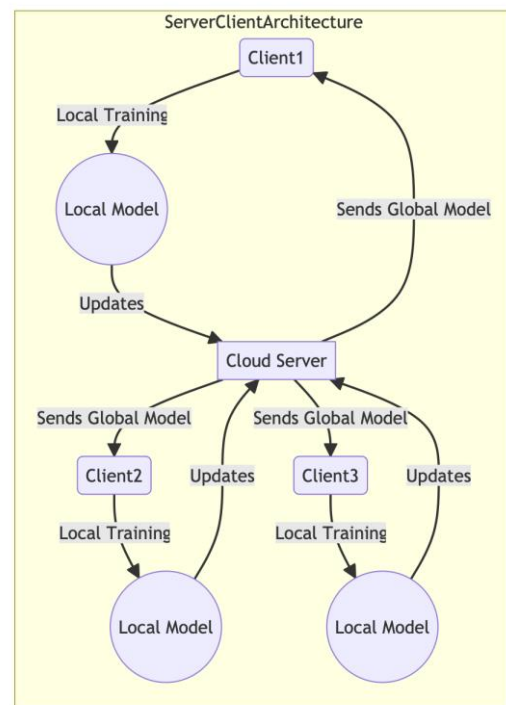 ServerClientArchitecture
Client1
Local Training
Local Model
Sends Global Model
Updates
Cloud Server
Sends Global Model
Sends Global Model
Client2
Updates
Client3
Updates
Local Training
Local Training
Local Model
Local Model